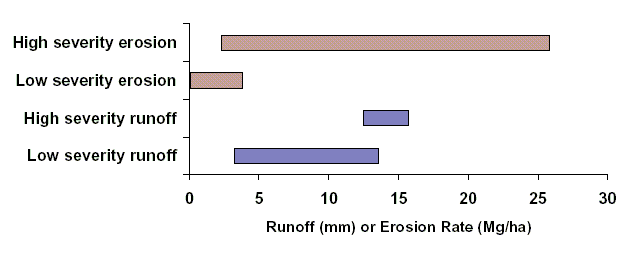 High severity erosion
Low severity erosion
High severity runoff
Low severity runoff
0 5 10 15 20 25 30
Runoff (mm) or Erosion Rate (Mg/ha)